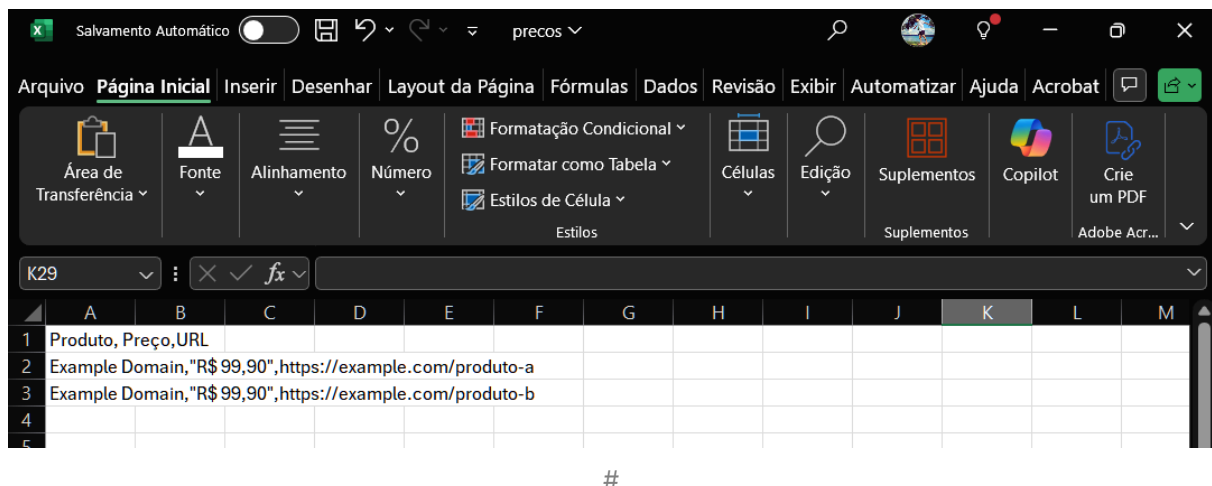 Salvamento Automático
precos
Arquivo Página Inicial Inserir Desenhar Layout da Página Fórmulas Dados Revisão Exibir Automatizar Ajuda Acrobat
Área de Transferência
Fonte
Alinhamento
Número
Formatação Condicional
Formatar como Tabela
Estilos de Célula
Estilos
Células
Edição
Suplementos
Suplementos
Copilot
Crie um PDF
Adobe Acr...
K29
fx
A B C D E F G H I J K L M
1 Produto, Preço,URL
2 Example Domain,"R$ 99,90",https://example.com/produto-a
3 Example Domain,"R$ 99,90",https://example.com/produto-b
4
5
#